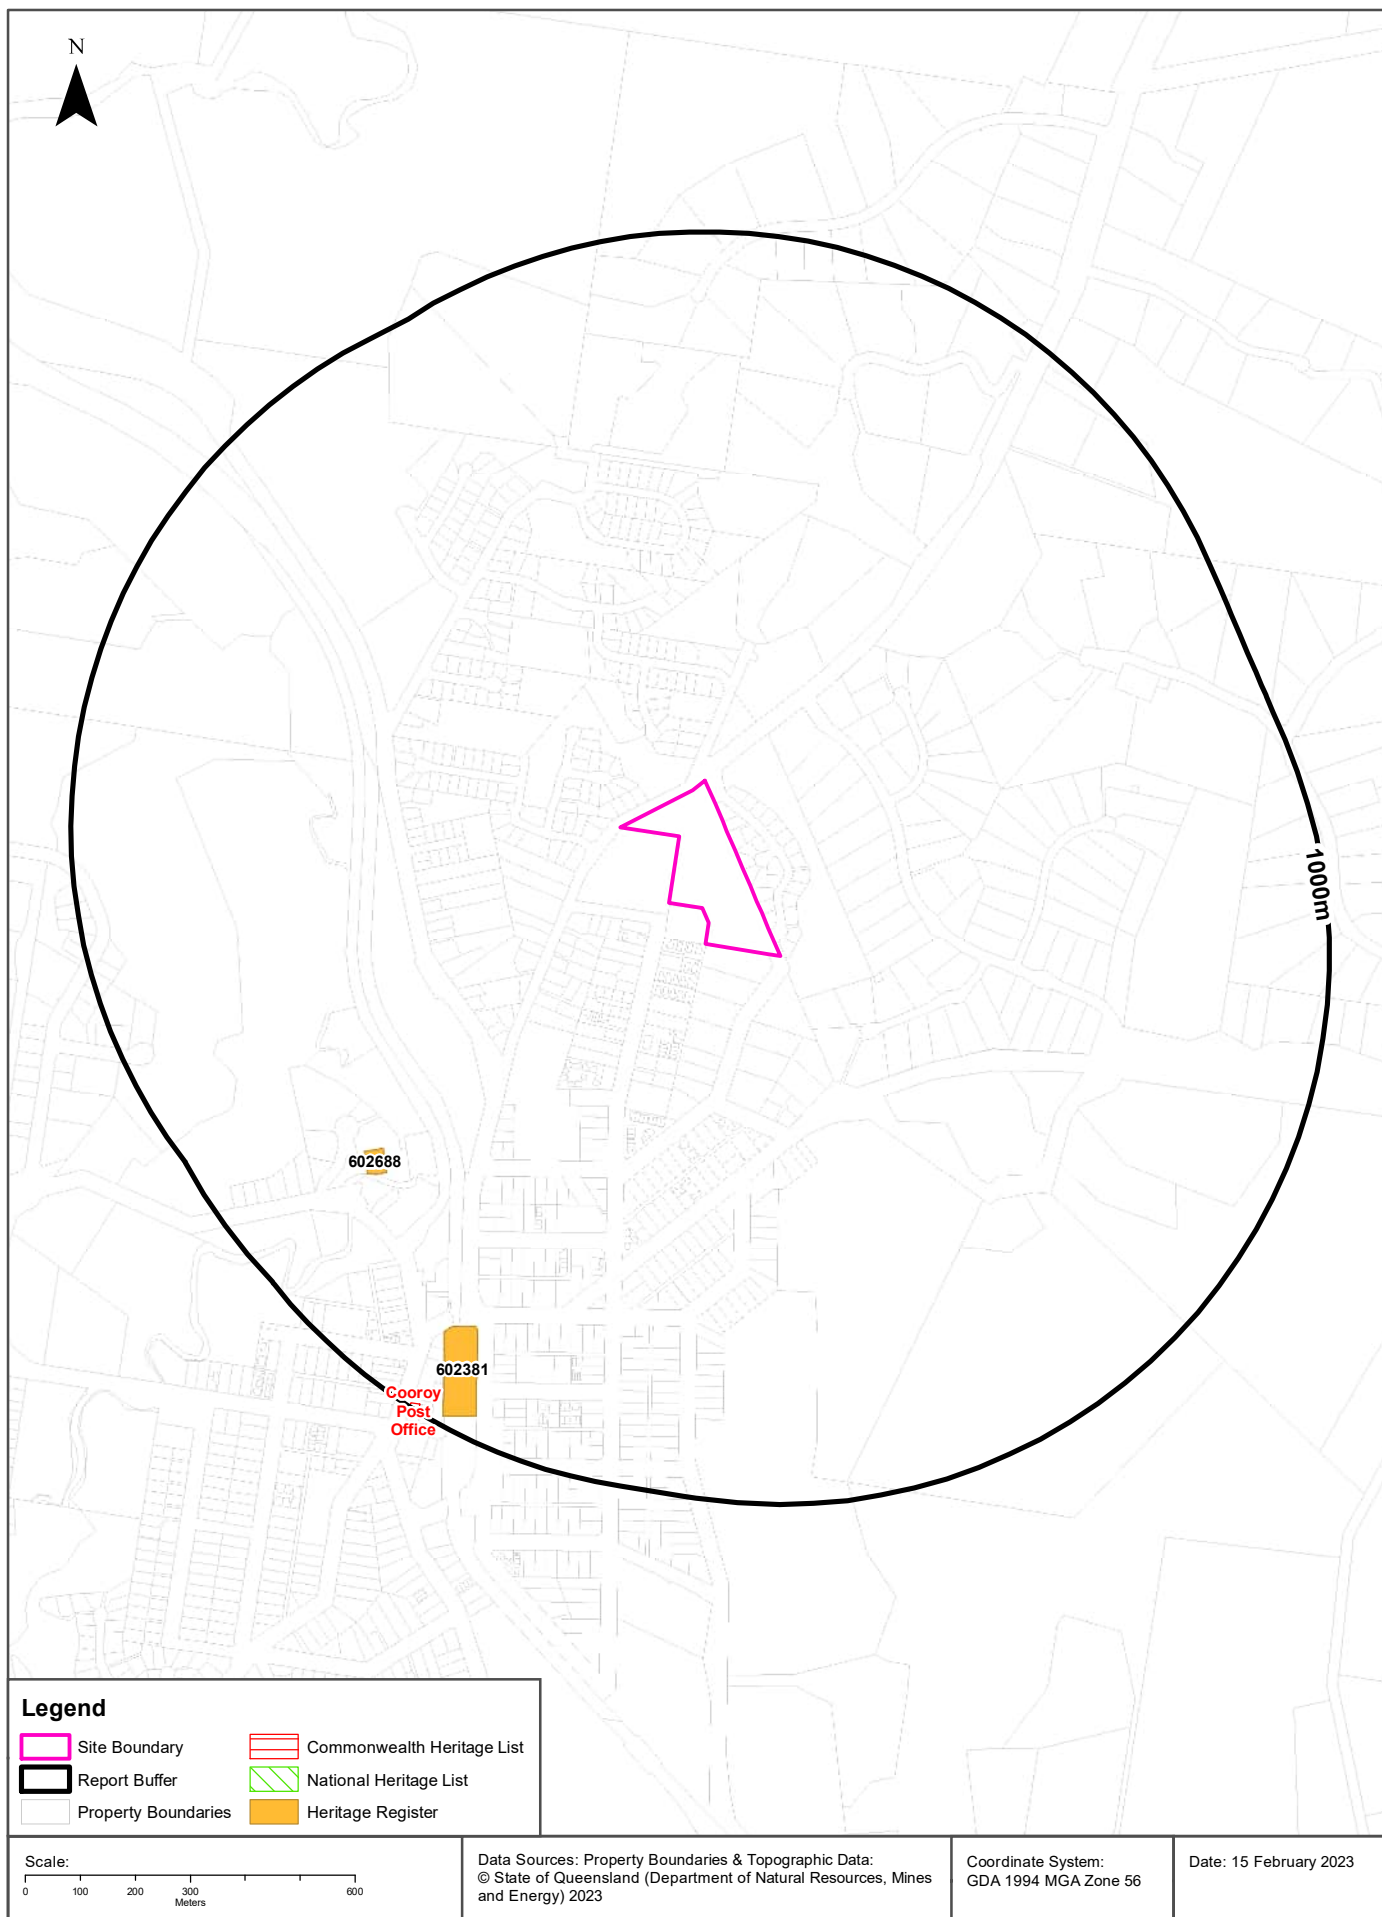 N
1000m
602688
602381
Cooroy
Post
Office
Legend
Site Boundary
Report Buffer
Property Boundaries
Commonwealth Heritage List
National Heritage List
Heritage Register
Scale:
0 100 200 300 600
Meters
Data Sources: Property Boundaries & Topographic Data:
© State of Queensland (Department of Natural Resources, Mines
and Energy) 2023
Coordinate System:
GDA 1994 MGA Zone 56
Date: 15 February 2023